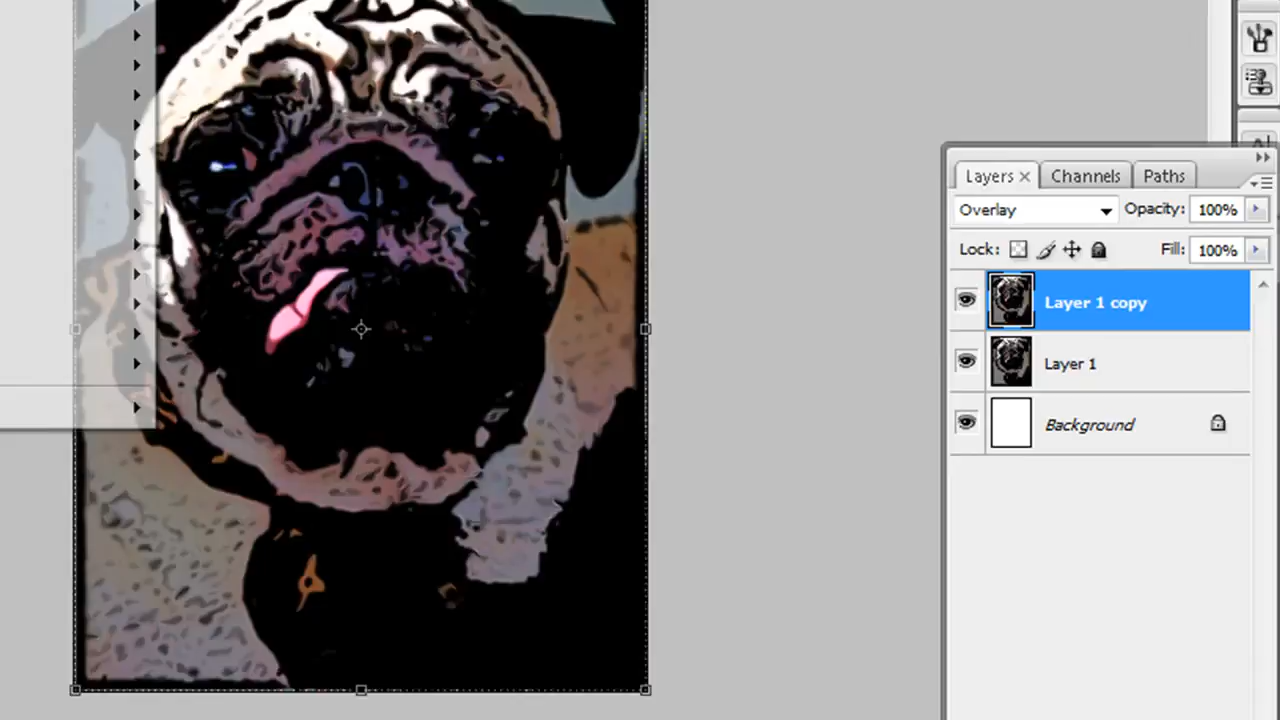 Layers Channels Paths
Overlay Opacity: 100%
Lock: Fill: 100%
Layer 1 copy
Layer 1
Background